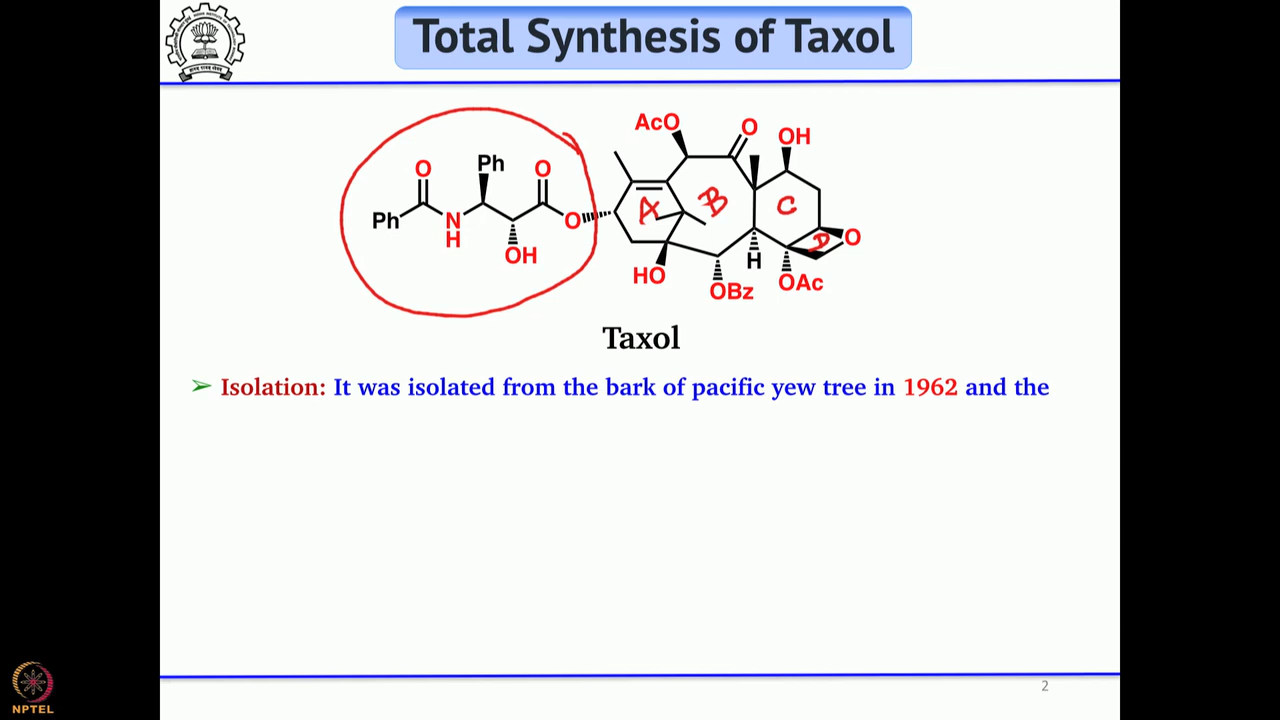 Total Synthesis of Taxol
AcO
O
OH
O
Ph
O
Ph
N
H
OH
O
A
B
C
D
O
HO
OBz
H
OAc
Taxol
➢ Isolation: It was isolated from the bark of pacific yew tree in 1962 and the
2
NPTEL